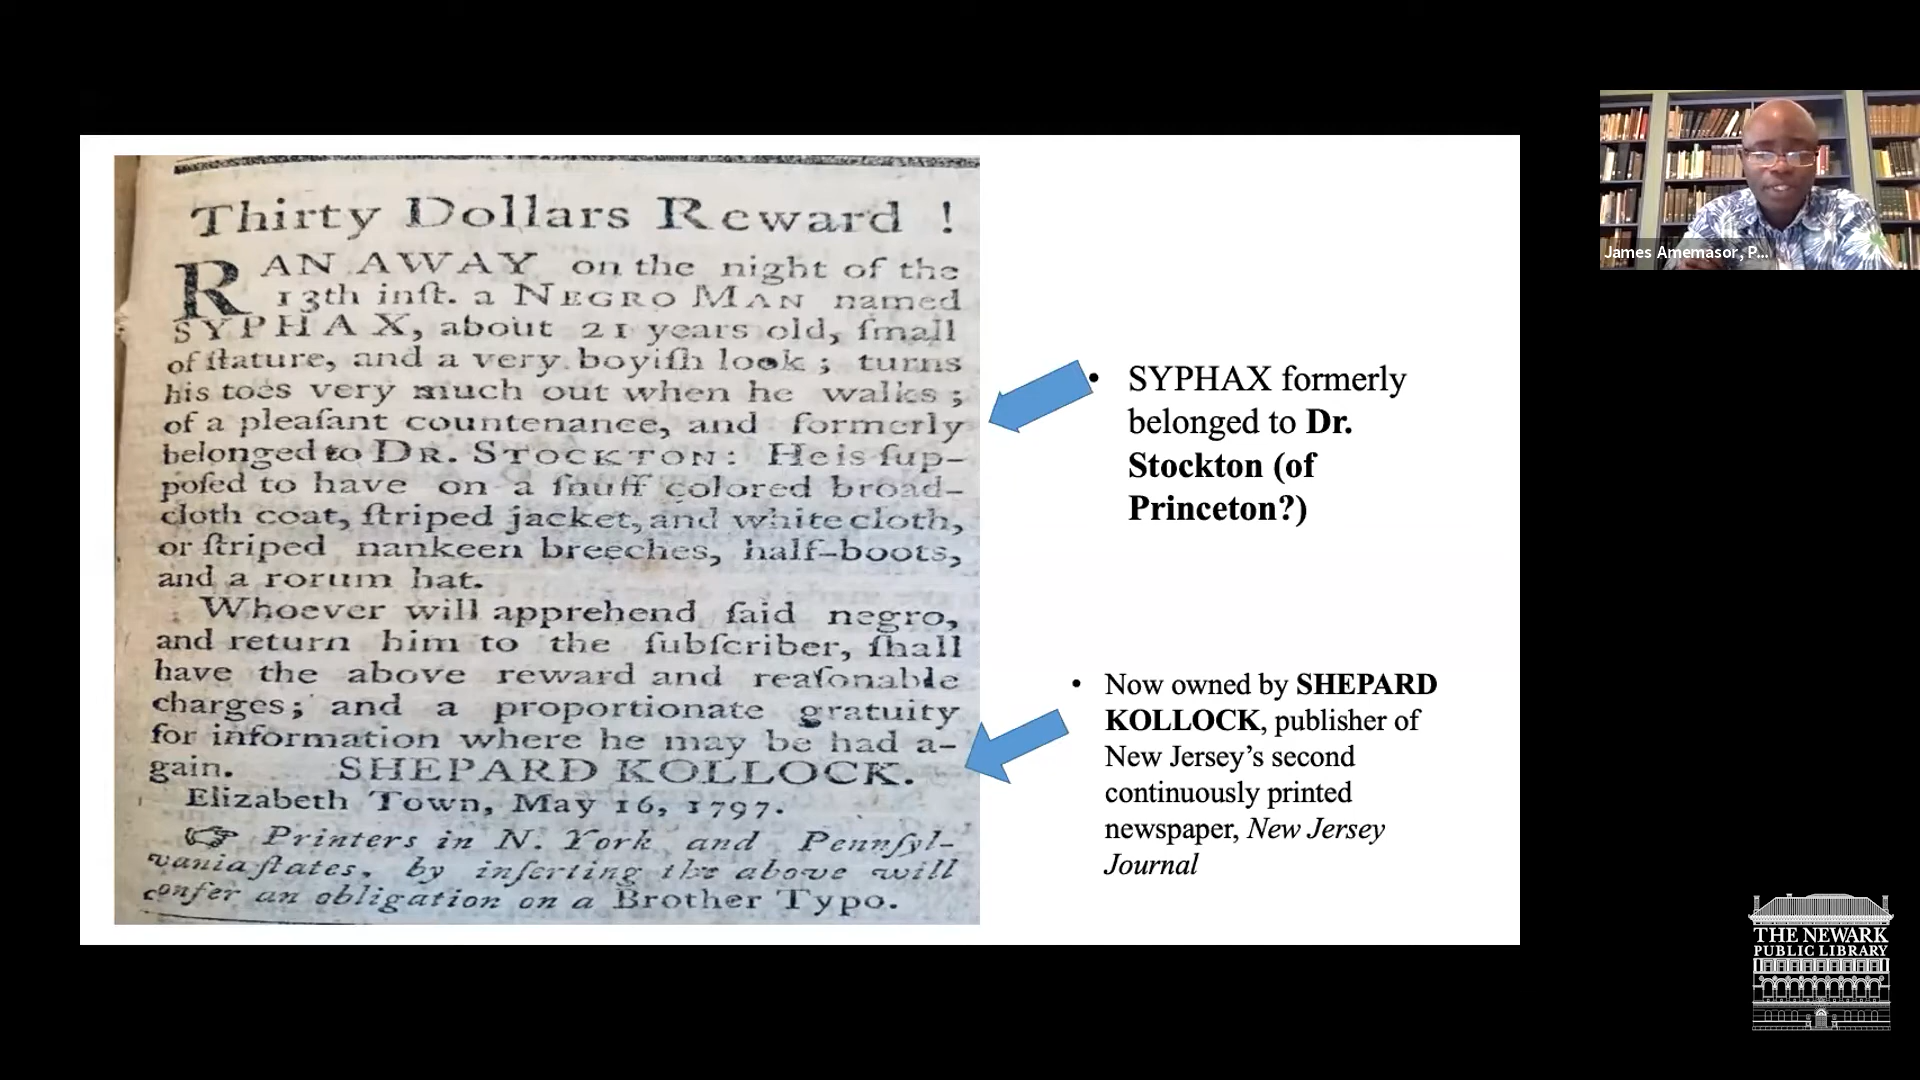 Thirty Dollars Reward !
RAN AWAY on the night of the
13th inſt. a NEGRO MAN named
SYPHAX, about 21 years old, ſmall
of ſtature, and a very boyiſh look ; turns
his toes very much out when he walks ;
of a pleaſant countenance, and formerly
belonged to DR. STOCKTON: He is ſup-
poſed to have on a ſnuff colored broad-
cloth coat, ſtriped jacket, and white cloth,
or ſtriped nankeen breeches, half-boots,
and a rorum hat.
Whoever will apprehend ſaid negro,
and return him to the ſubſcriber, ſhall
have the above reward and reaſonable
charges; and a proportionate gratuity
for information where he may be had a-
gain. SHEPARD KOLLOCK.
Elizabeth Town, May 16, 1797.
☞ Printers in N. York and Pennſyl-
vania ſtates, by inſerting the above will
confer an obligation on a Brother Typo.
• SYPHAX formerly
belonged to Dr.
Stockton (of
Princeton?)
• Now owned by SHEPARD
KOLLOCK, publisher of
New Jersey’s second
continuously printed
newspaper, New Jersey
Journal
James Amemasor, P...
THE NEWARK
PUBLIC LIBRARY